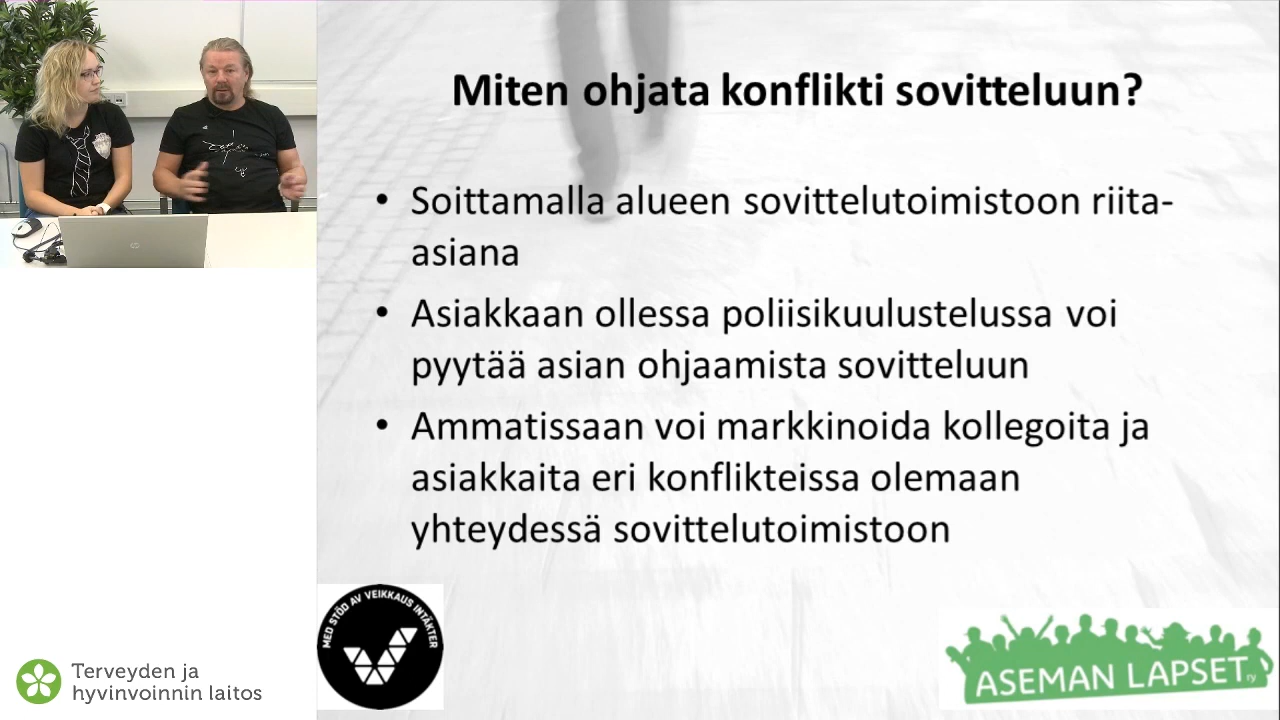 Miten ohjata konflikti sovitteluun?
• Soittamalla alueen sovittelutoimistoon riita-
asiana
• Asiakkaan ollessa poliisikuulustelussa voi
pyytää asian ohjaamista sovitteluun
• Ammatissaan voi markkinoida kollegoita ja
asiakkaita eri konflikteissa olemaan
yhteydessä sovittelutoimistoon
MED STÖD AV VEIKKAUS INTÄKTER
ASEMAN LAPSET ry
Terveyden ja
hyvinvoinnin laitos